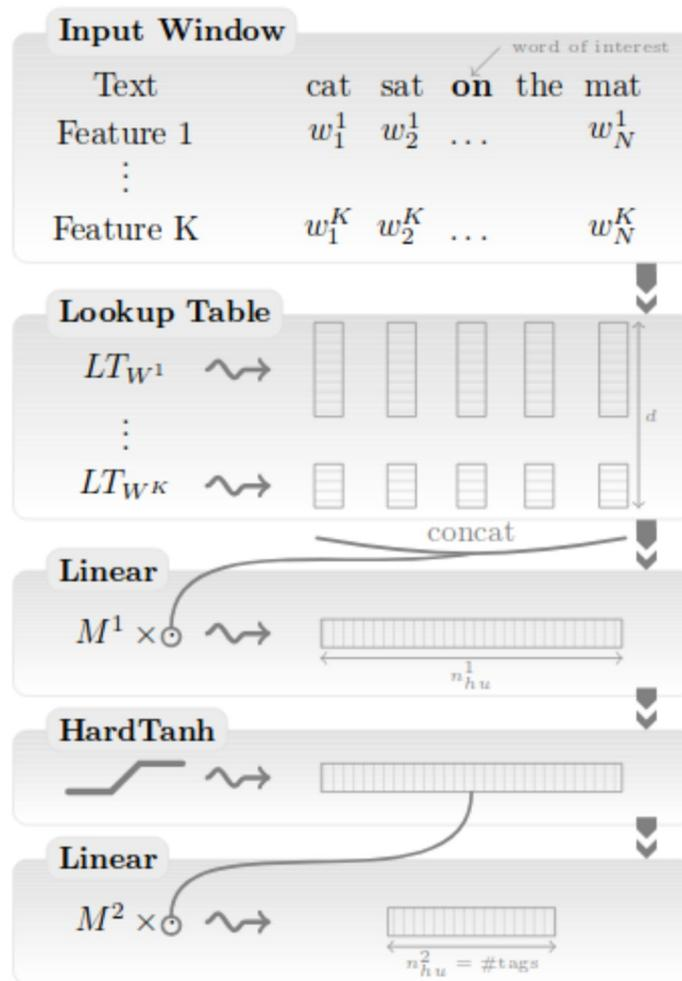 Input Window
word of interest
Text cat sat on the mat
Feature 1 w_1^1 w_2^1 ... w_N^1
⋮
Feature K w_1^K w_2^K ... w_N^K
Lookup Table
LT_{W^1}
d
⋮
LT_{W^K}
concat
Linear
M^1 × ⊙
n_{hu}^1
HardTanh
Linear
M^2 × ⊙
n_{hu}^2 = #tags